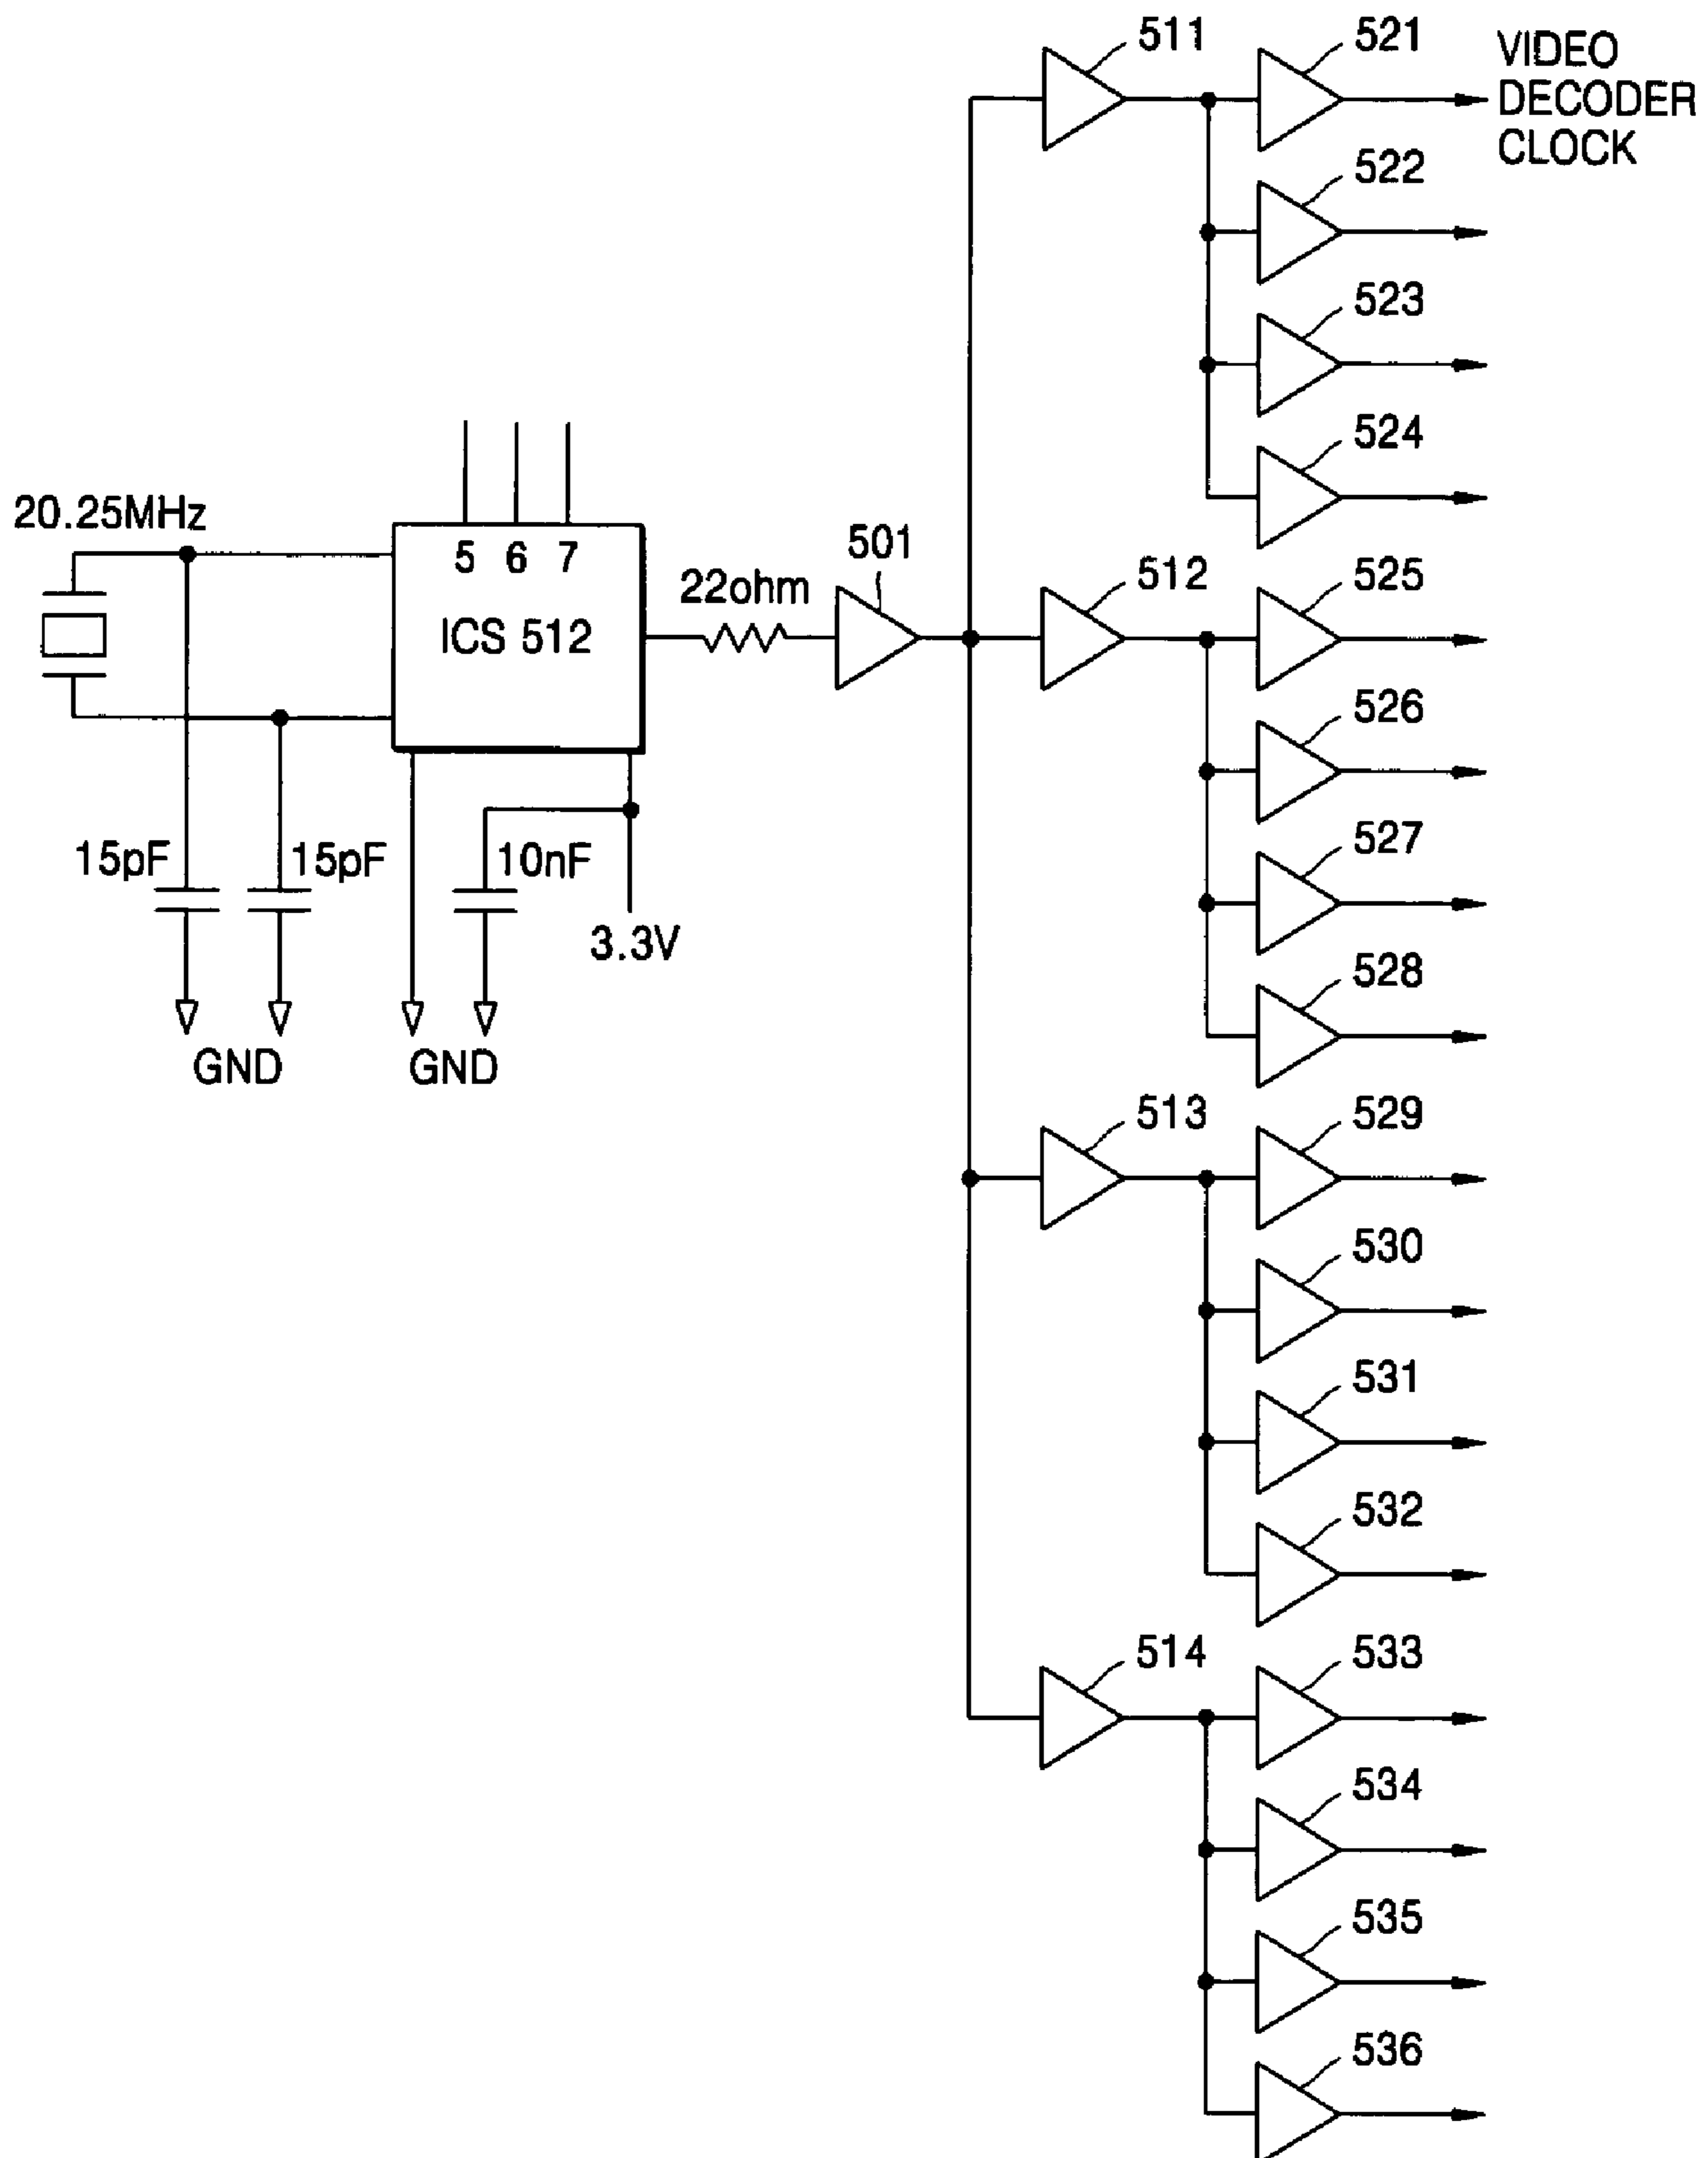 511
521
VIDEO
DECODER
CLOCK
522
523
524
20.25MHz
5 6 7
ICS 512
22ohm
501
512
525
526
527
528
15pF
15pF
10nF
3.3V
GND
GND
513
529
530
531
532
514
533
534
535
536